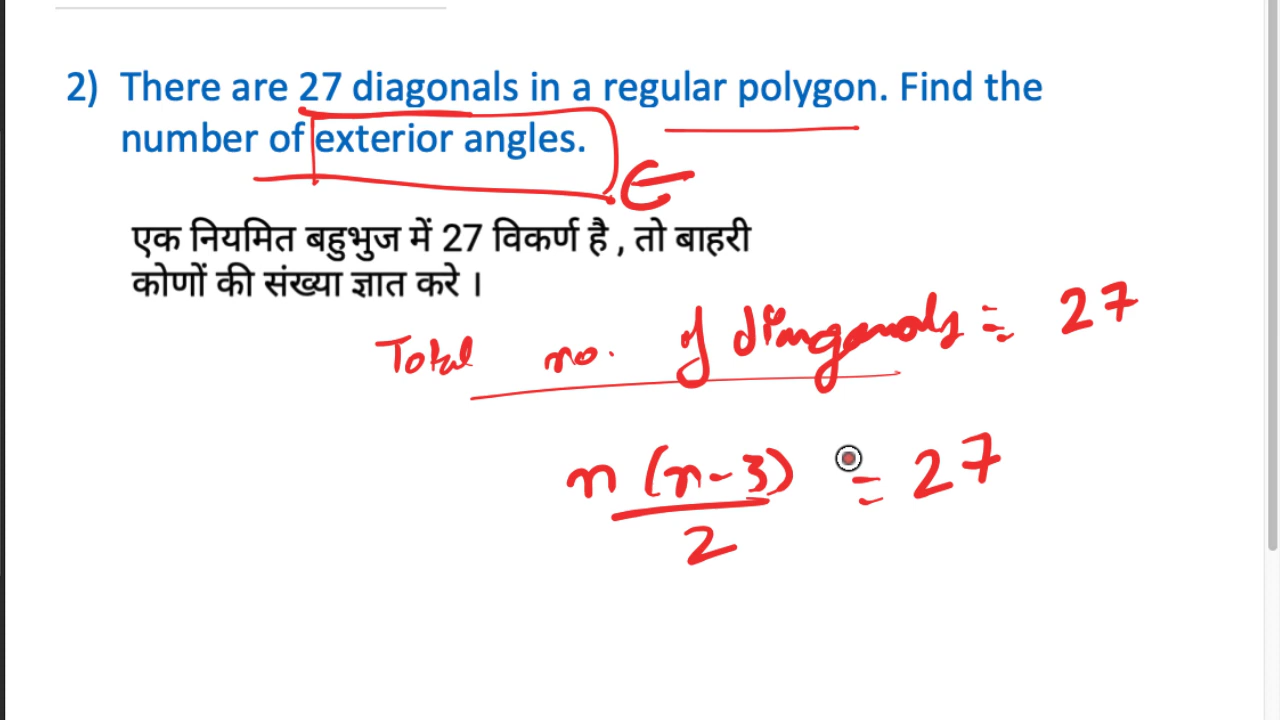 2) There are 27 diagonals in a regular polygon. Find the
number of exterior angles.
E
एक नियमित बहुभुज में 27 विकर्ण है , तो बाहरी
कोणों की संख्या ज्ञात करे ।
Total no. of diagonals = 27
n (n-3) = 27
2